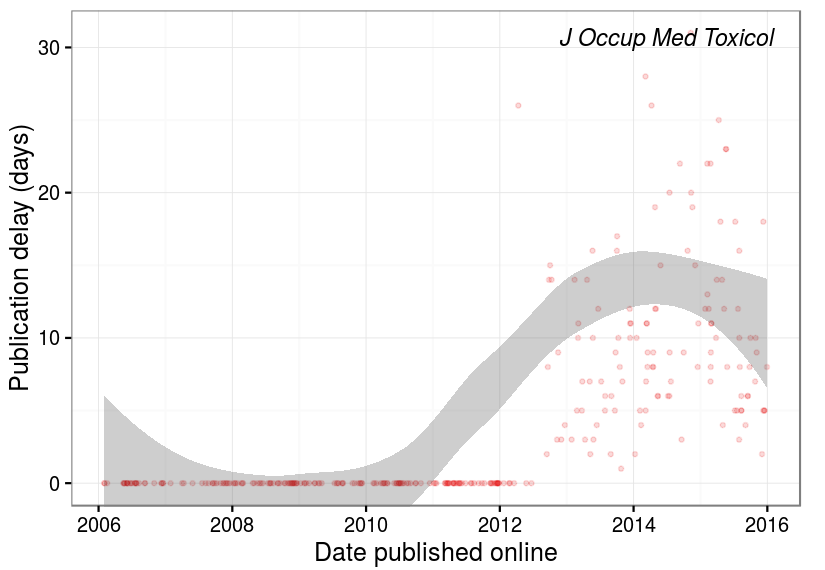 J Occup Med Toxicol
Publication delay (days)
30
20
10
0
2006 2008 2010 2012 2014 2016
Date published online